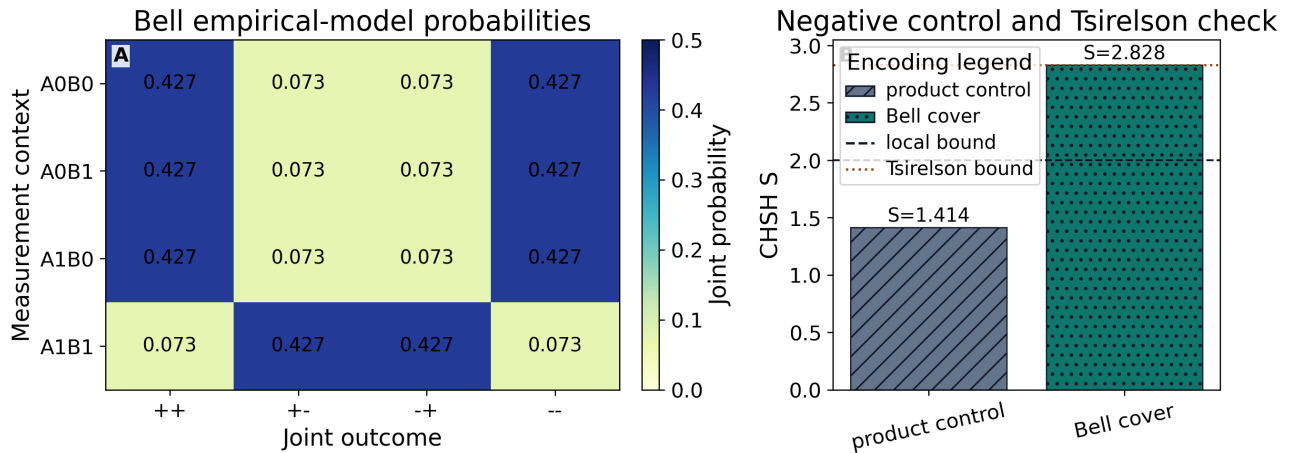 Bell empirical-model probabilities
A
Measurement context
A0B0
A0B1
A1B0
A1B1
0.427 0.073 0.073 0.427
0.427 0.073 0.073 0.427
0.427 0.073 0.073 0.427
0.073 0.427 0.427 0.073
++ +- -+ --
Joint outcome
0.5
0.4
0.3
0.2
0.1
0.0
Joint probability
Negative control and Tsirelson check
B
Encoding legend
product control
Bell cover
local bound
Tsirelson bound
S=2.828
S=1.414
CHSH S
3.0
2.5
2.0
1.5
1.0
0.5
0.0
product control
Bell cover